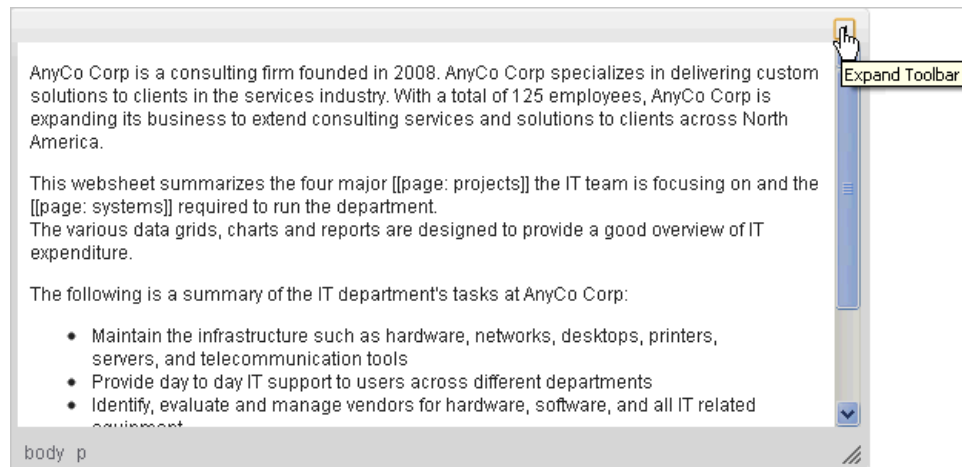 Expand Toolbar
AnyCo Corp is a consulting firm founded in 2008. AnyCo Corp specializes in delivering custom
solutions to clients in the services industry. With a total of 125 employees, AnyCo Corp is
expanding its business to extend consulting services and solutions to clients across North
America.
This websheet summarizes the four major [[page: projects]] the IT team is focusing on and the
[[page: systems]] required to run the department.
The various data grids, charts and reports are designed to provide a good overview of IT
expenditure.
The following is a summary of the IT department's tasks at AnyCo Corp:
• Maintain the infrastructure such as hardware, networks, desktops, printers,
servers, and telecommunication tools
• Provide day to day IT support to users across different departments
• Identify, evaluate and manage vendors for hardware, software, and all IT related
equipment
body p